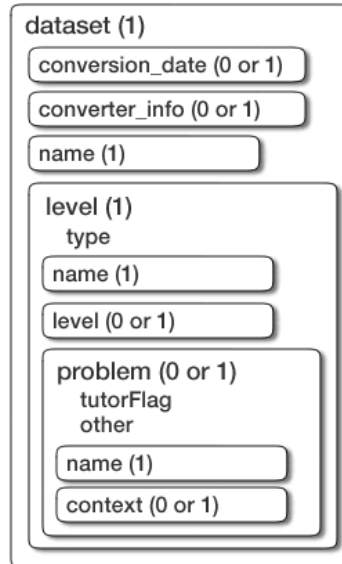 dataset (1)
conversion_date (0 or 1)
converter_info (0 or 1)
name (1)
level (1)
type
name (1)
level (0 or 1)
problem (0 or 1)
tutorFlag
other
name (1)
context (0 or 1)